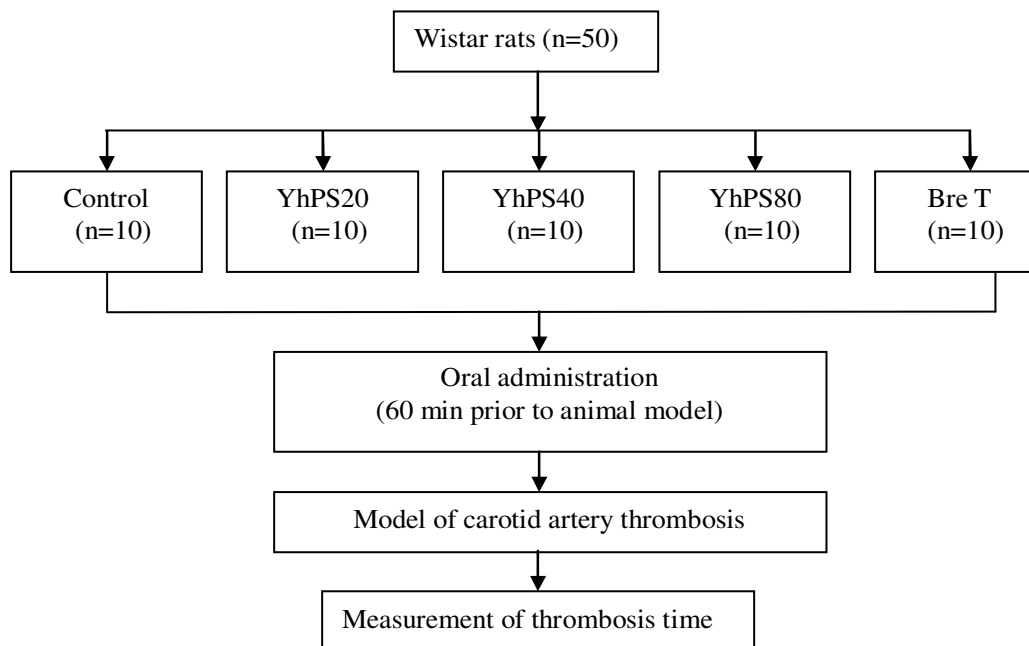 Wistar rats (n=50)
Control
(n=10)
YhPS20
(n=10)
YhPS40
(n=10)
YhPS80
(n=10)
Bre T
(n=10)
Oral administration
(60 min prior to animal model)
Model of carotid artery thrombosis
Measurement of thrombosis time